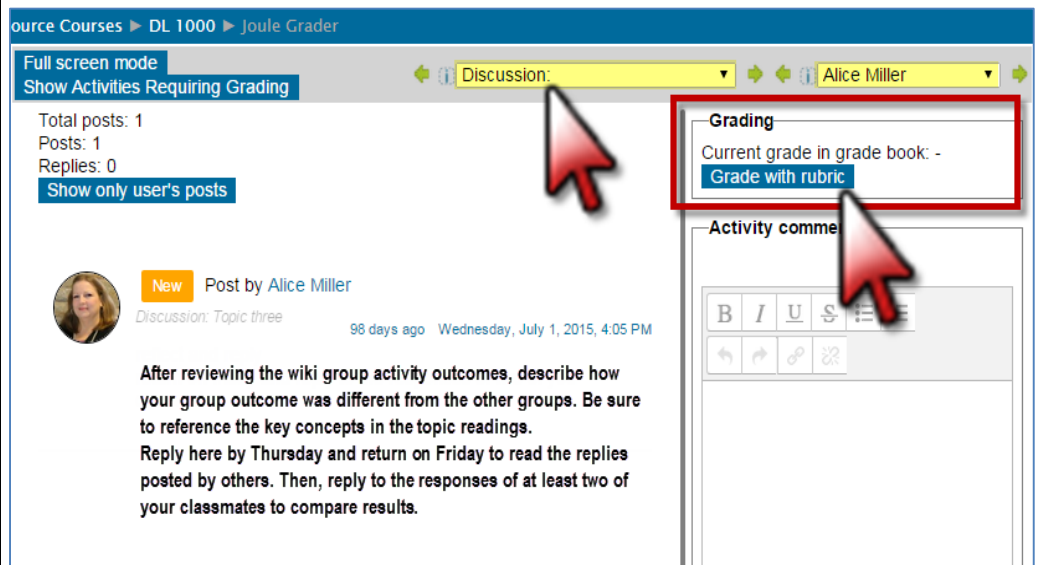 ource Courses ▶ DL 1000 ▶ Joule Grader
Full screen mode
Show Activities Requiring Grading
Discussion:
Alice Miller
Total posts: 1
Posts: 1
Replies: 0
Show only user's posts
Grading
Current grade in grade book: -
Grade with rubric
Activity comme
New Post by Alice Miller
Discussion: Topic three
98 days ago Wednesday, July 1, 2015, 4:05 PM
B I U S
After reviewing the wiki group activity outcomes, describe how
your group outcome was different from the other groups. Be sure
to reference the key concepts in the topic readings.
Reply here by Thursday and return on Friday to read the replies
posted by others. Then, reply to the responses of at least two of
your classmates to compare results.